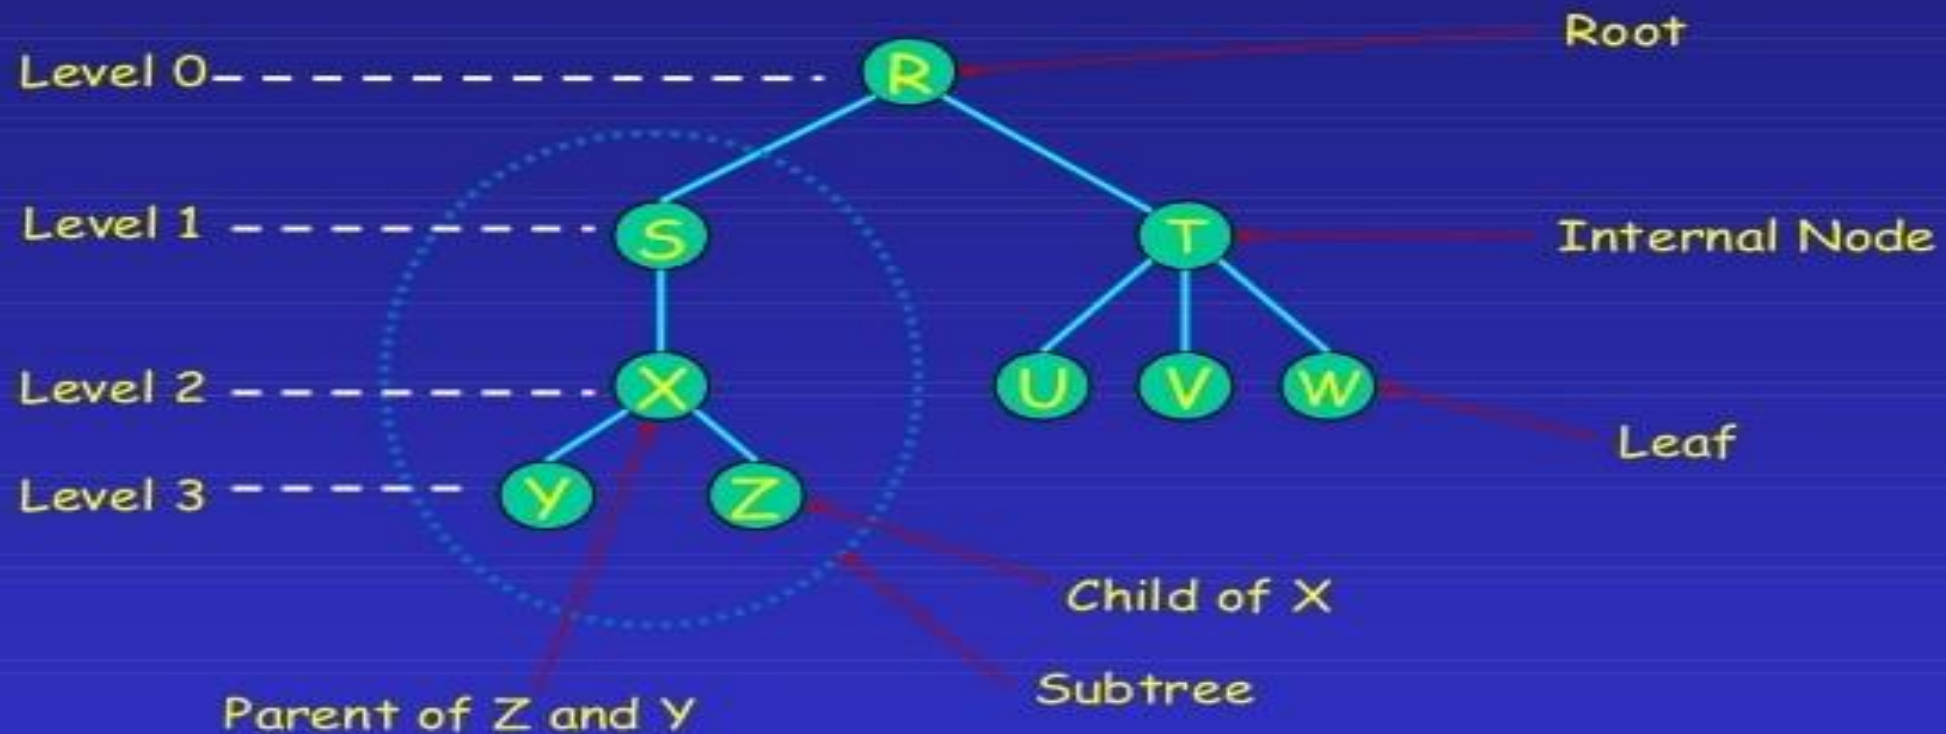 Root
Level 0
R
Level 1
S
T
Internal Node
Level 2
X
U
V
W
Leaf
Level 3
Y
Z
Child of X
Subtree
Parent of Z and Y